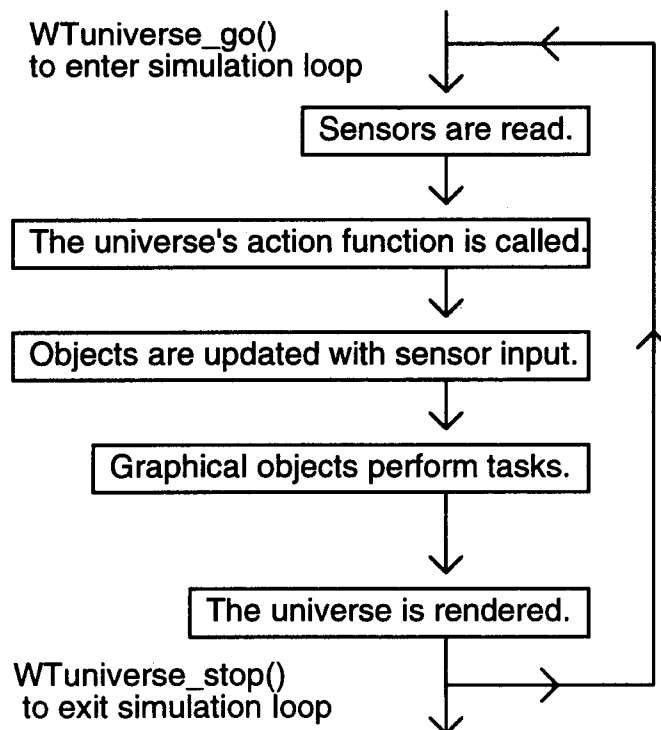 WTuniverse_go()
to enter simulation loop
Sensors are read.
The universe's action function is called.
Objects are updated with sensor input.
Graphical objects perform tasks.
The universe is rendered.
WTuniverse_stop()
to exit simulation loop